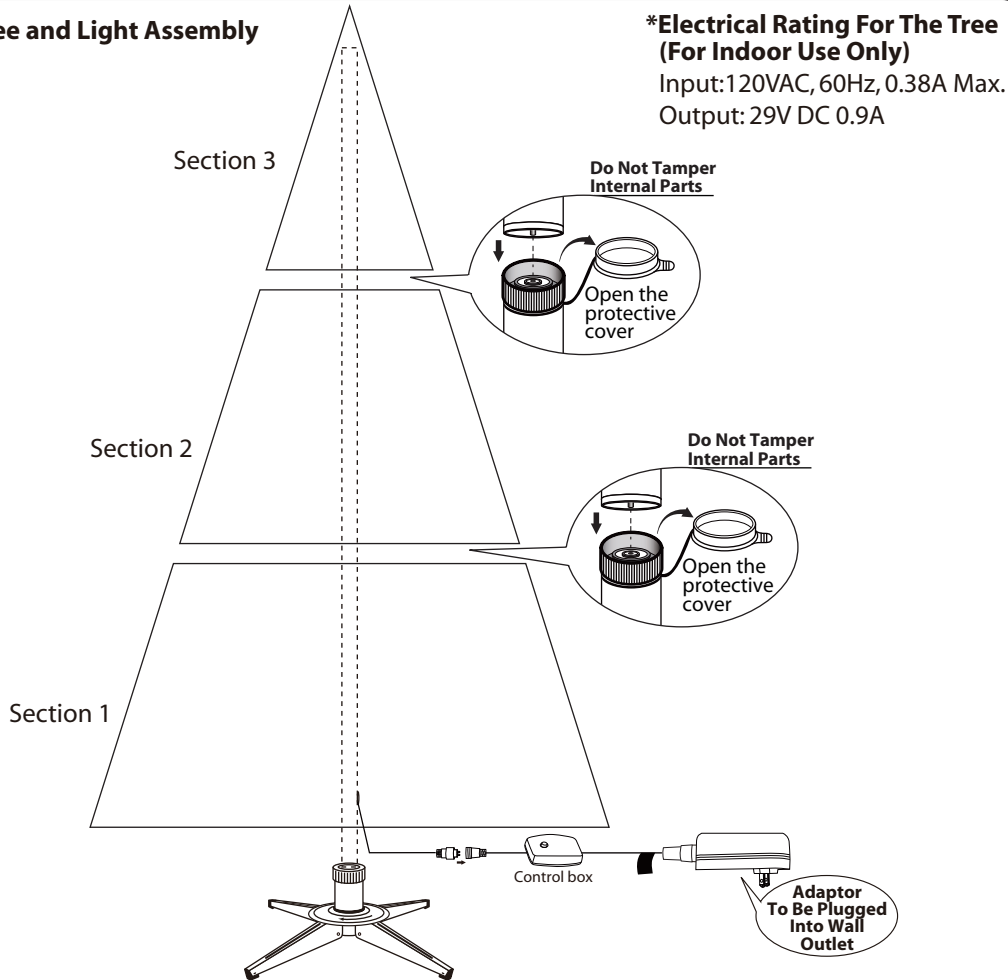 ee and Light Assembly
*Electrical Rating For The Tree
(For Indoor Use Only)
Input:120VAC, 60Hz, 0.38A Max.
Output: 29V DC 0.9A
Section 3
Do Not Tamper
Internal Parts
Open the
protective
cover
Section 2
Do Not Tamper
Internal Parts
Open the
protective
cover
Section 1
Control box
Adaptor
To Be Plugged
Into Wall
Outlet